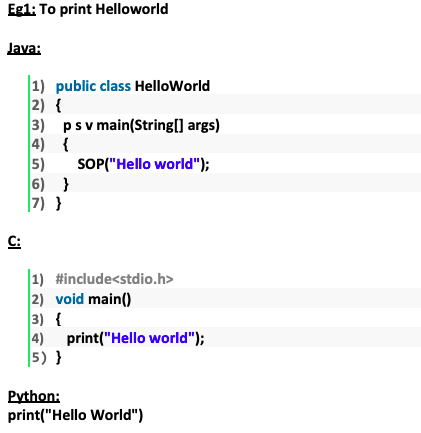 Eg1: To print Helloworld
Java:
1) public class HelloWorld
2) {
3) p s v main(String[] args)
4) {
5) SOP("Hello world");
6) }
7) }
C:
1) #include<stdio.h>
2) void main()
3) {
4) print("Hello world");
5) }
Python:
print("Hello World")